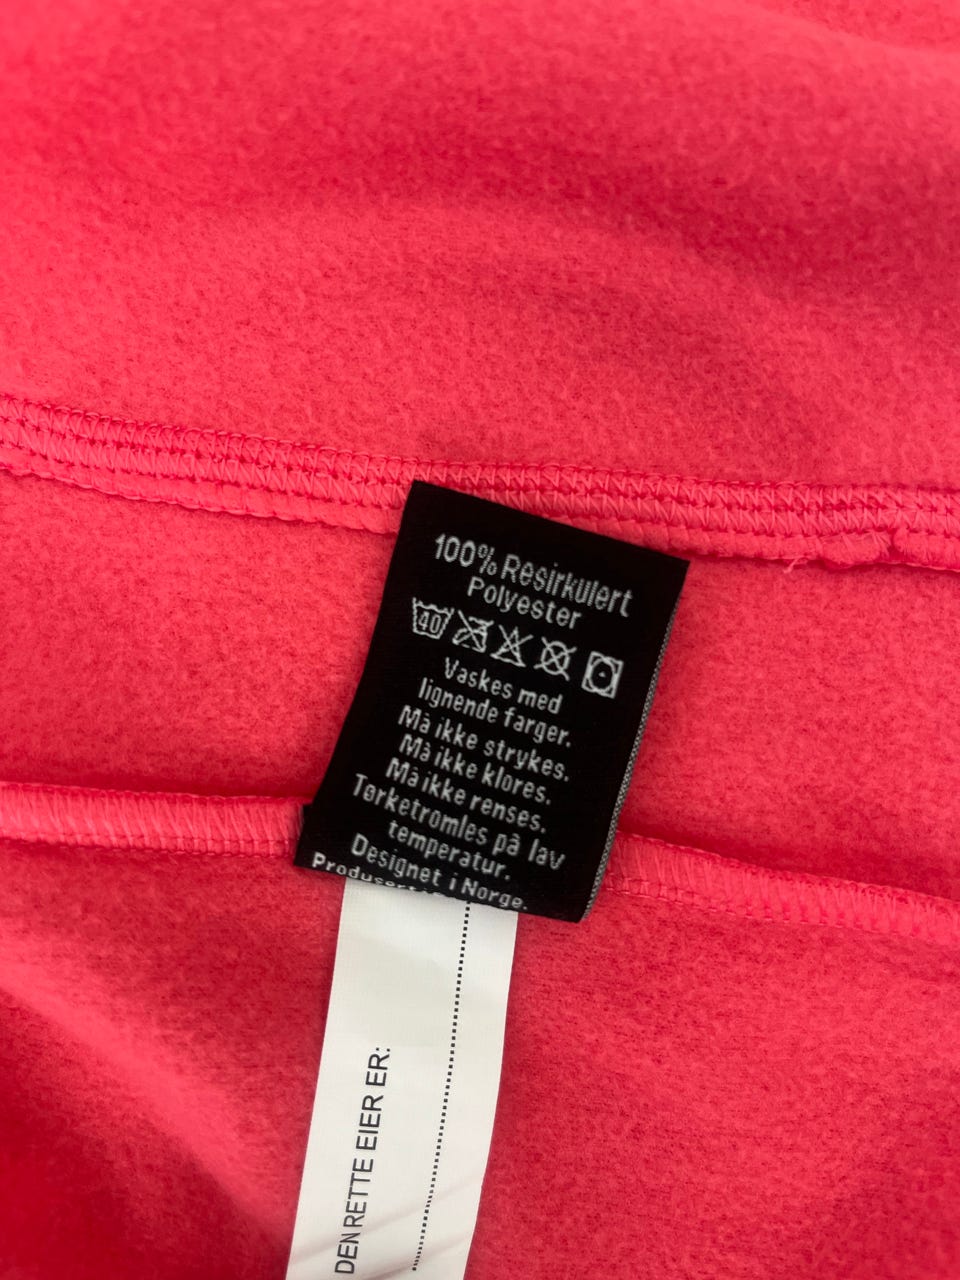 100% Resirkulert
Polyester
40
Vaskes med
lignende farger.
Må ikke strykes.
Må ikke klores.
Må ikke renses.
Tørketromles på lav
temperatur.
Designet i Norge.
Produsert
DEN RETTE EIER ER: